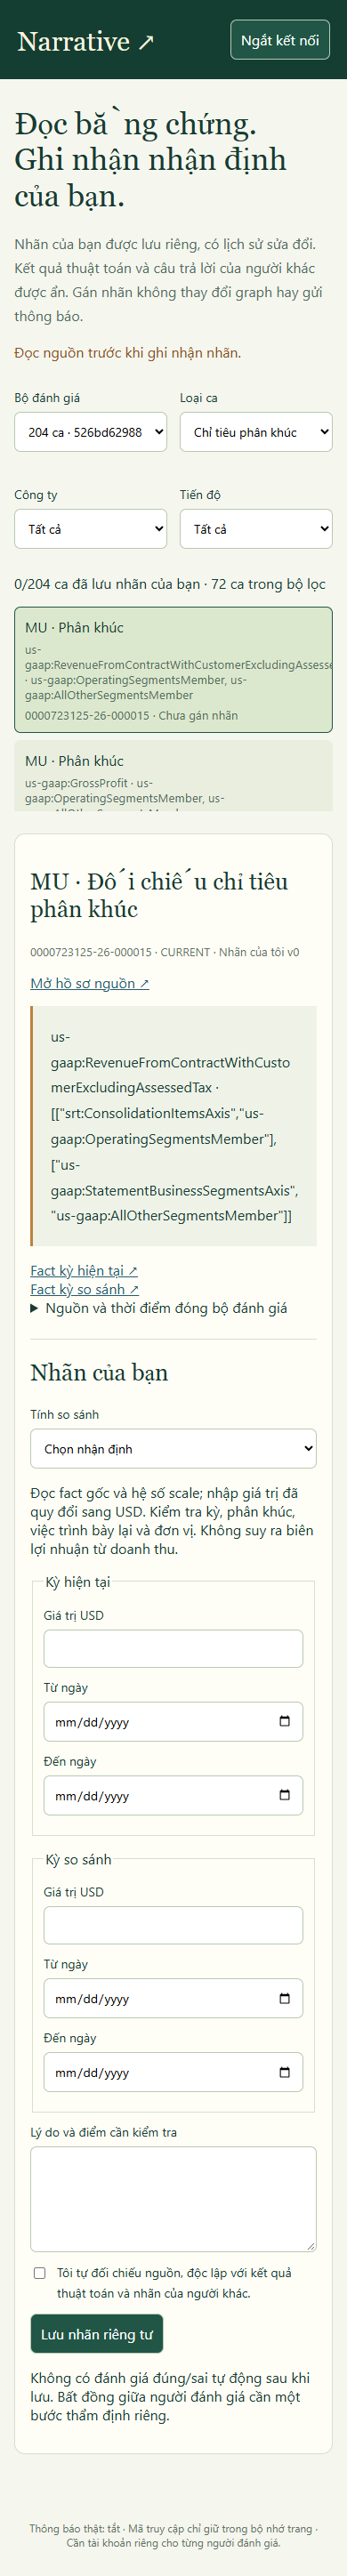 Narrative ↗
Ngắt kết nối
Đọc bằng chứng.
Ghi nhận nhận định
của bạn.
Nhãn của bạn được lưu riêng, có lịch sử sửa đổi.
Kết quả thuật toán và câu trả lời của người khác
được ẩn. Gán nhãn không thay đổi graph hay gửi
thông báo.
Đọc nguồn trước khi ghi nhận nhãn.
Bộ đánh giá
Loại ca
204 ca · 526bd62988
Chỉ tiêu phân khúc
Công ty
Tiến độ
Tất cả
Tất cả
0/204 ca đã lưu nhãn của bạn · 72 ca trong bộ lọc
MU · Phân khúc
us-
gaap:RevenueFromContractWithCustomerExcludingAssesse
· us-gaap:OperatingSegmentsMember, us-
gaap:AllOtherSegmentsMember
0000723125-26-000015 · Chưa gán nhãn
MU · Phân khúc
us-gaap:GrossProfit · us-
gaap:OperatingSegmentsMember, us-
MU · Đối chiếu chỉ tiêu
phân khúc
0000723125-26-000015 · CURRENT · Nhãn của tôi v0
Mở hồ sơ nguồn ↗
us-
gaap:RevenueFromContractWithCusto
merExcludingAssessedTax ·
[["srt:ConsolidationItemsAxis","us-
gaap:OperatingSegmentsMember"],
["us-
gaap:StatementBusinessSegmentsAxis",
"us-gaap:AllOtherSegmentsMember"]]
Fact kỳ hiện tại ↗
Fact kỳ so sánh ↗
▶ Nguồn và thời điểm đóng bộ đánh giá
Nhãn của bạn
Tính so sánh
Chọn nhận định
Đọc fact gốc và hệ số scale; nhập giá trị đã
quy đổi sang USD. Kiểm tra kỳ, phân khúc,
việc trình bày lại và đơn vị. Không suy ra biên
lợi nhuận từ doanh thu.
Kỳ hiện tại
Giá trị USD
Từ ngày
mm/dd/yyyy
Đến ngày
mm/dd/yyyy
Kỳ so sánh
Giá trị USD
Từ ngày
mm/dd/yyyy
Đến ngày
mm/dd/yyyy
Lý do và điểm cần kiểm tra
Tôi tự đối chiếu nguồn, độc lập với kết quả
thuật toán và nhãn của người khác.
Lưu nhãn riêng tư
Không có đánh giá đúng/sai tự động sau khi
lưu. Bất đồng giữa người đánh giá cần một
bước thẩm định riêng.
Thông báo thật: tắt · Mã truy cập chỉ giữ trong bộ nhớ trang ·
Cần tài khoản riêng cho từng người đánh giá.